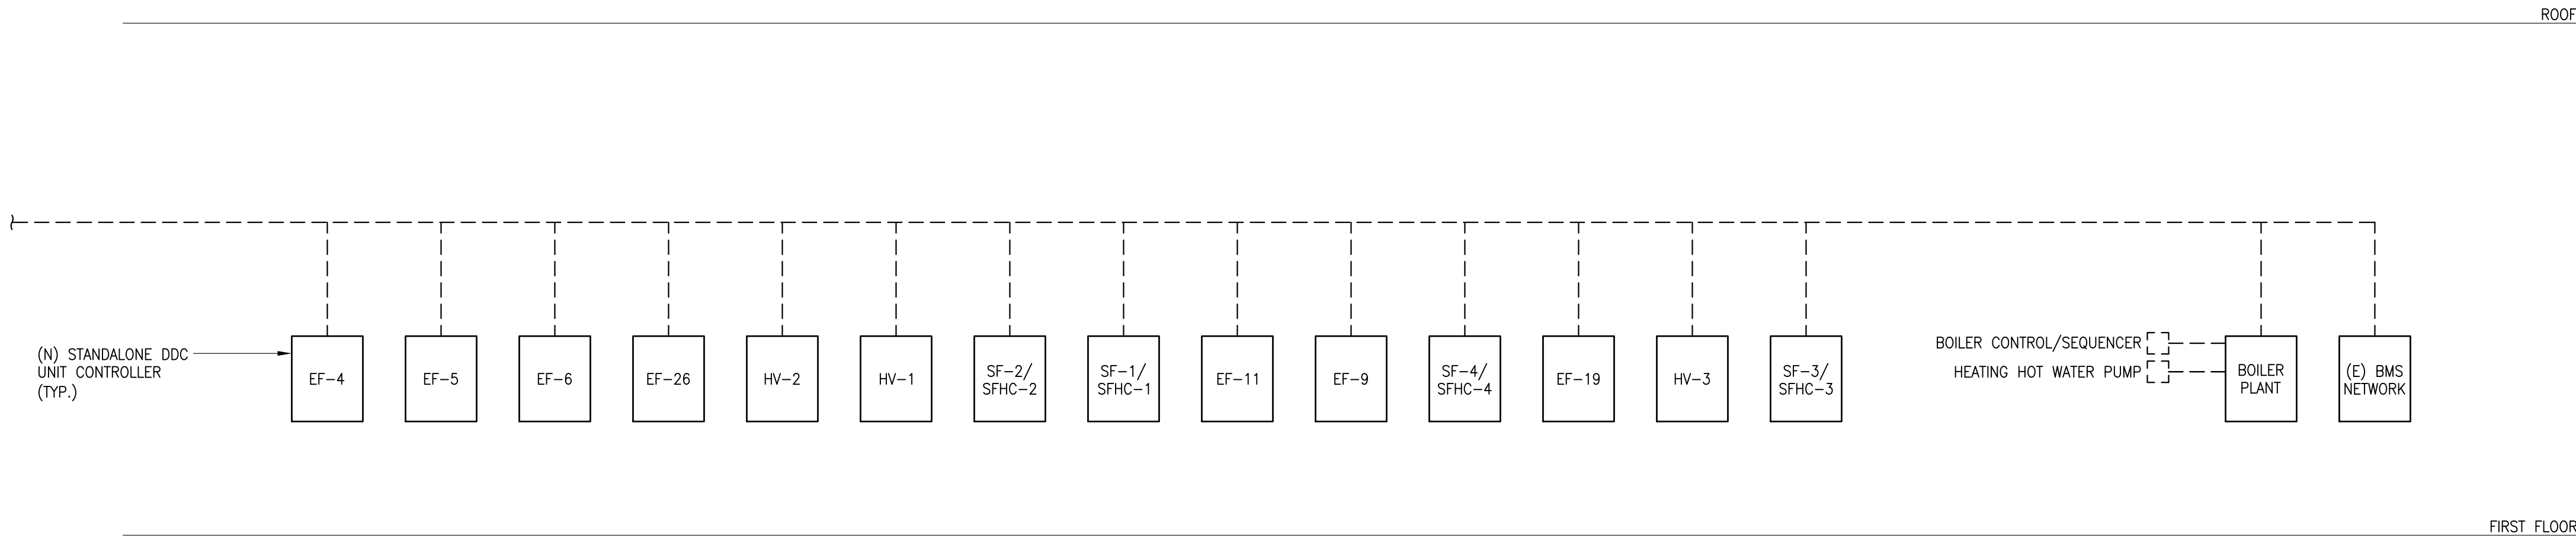 ROOF
(N) STANDALONE DDC
UNIT CONTROLLER
(TYP.)
EF-4
EF-5
EF-6
EF-26
HV-2
HV-1
SF-2/
SFHC-2
SF-1/
SFHC-1
EF-11
EF-9
SF-4/
SFHC-4
EF-19
HV-3
SF-3/
SFHC-3
BOILER CONTROL/SEQUENCER
HEATING HOT WATER PUMP
BOILER
PLANT
(E) BMS
NETWORK
FIRST FLOOR